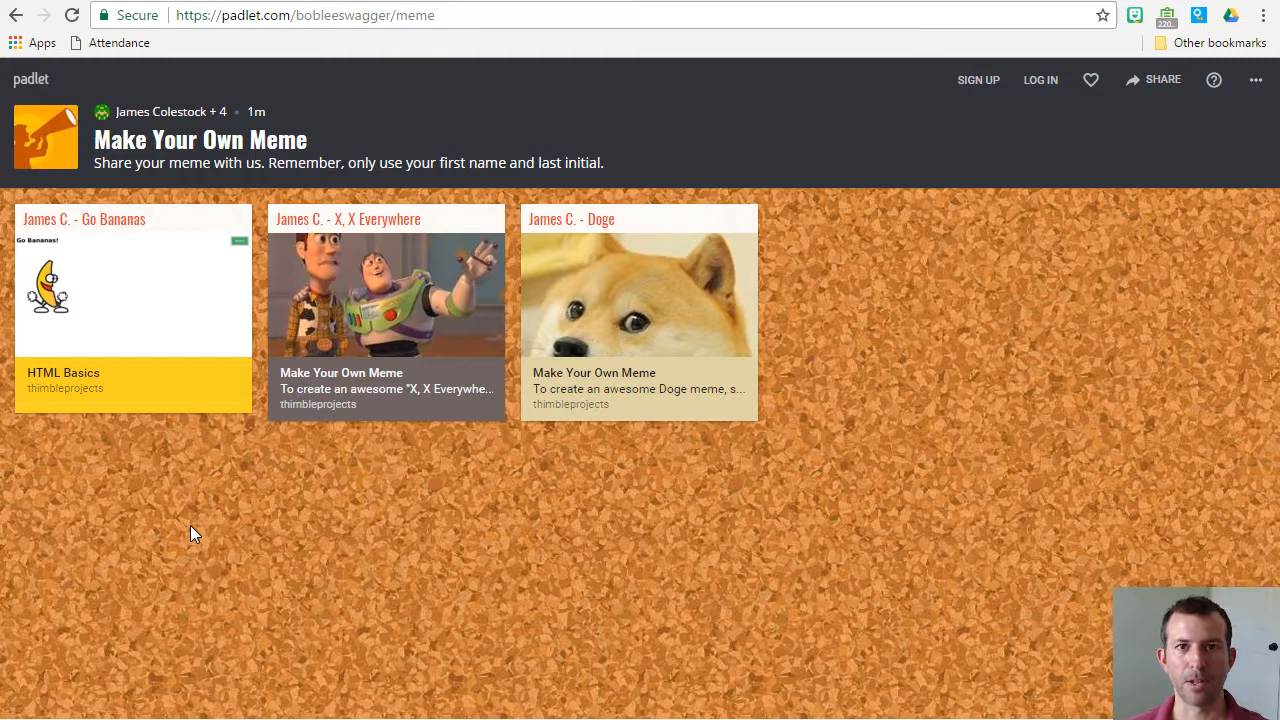 Secure
https://padlet.com/bobleeswagger/meme
220..
Apps
Attendance
Other bookmarks
padlet
SIGN UP
LOG IN
SHARE
James Colestock + 4 • 1m
Make Your Own Meme
Share your meme with us. Remember, only use your first name and last initial.
James C. - Go Bananas
Go Bananas!
HTML Basics
thimbleprojects
James C. - X, X Everywhere
Make Your Own Meme
To create an awesome "X, X Everywhe...
thimbleprojects
James C. - Doge
Make Your Own Meme
To create an awesome Doge meme, s...
thimbleprojects